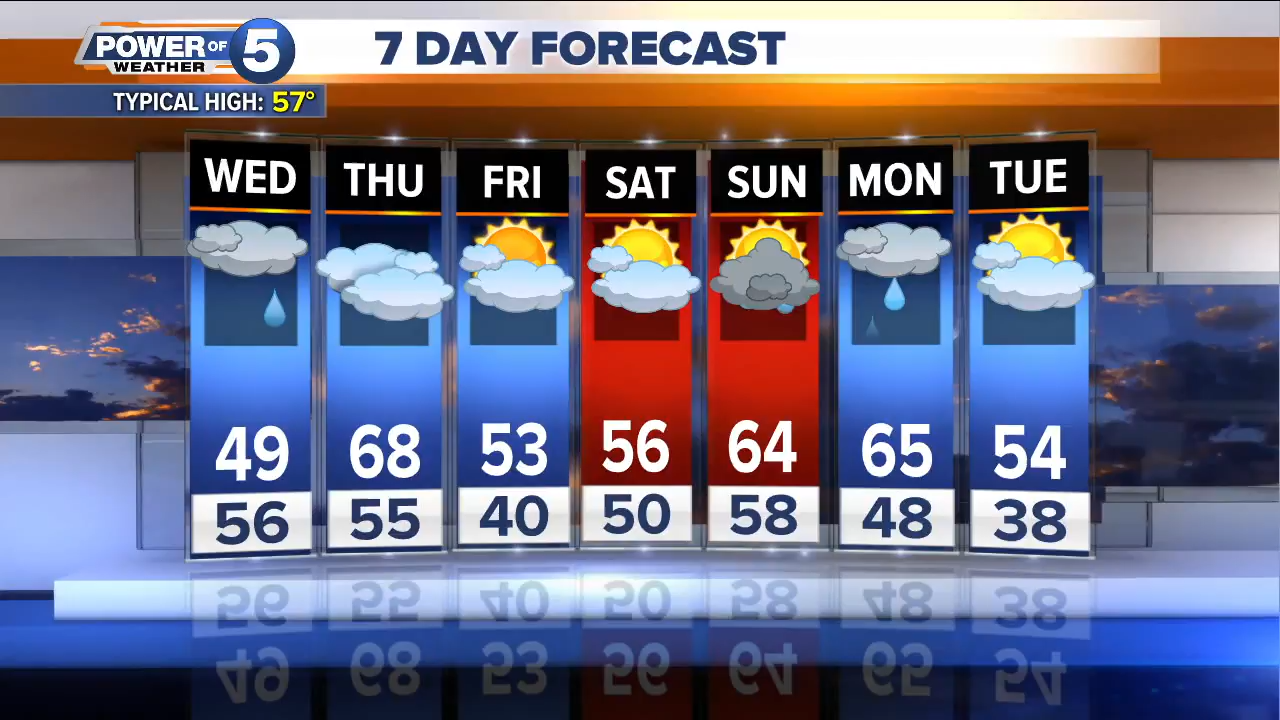 POWER OF 5
WEATHER
7 DAY FORECAST
TYPICAL HIGH: 57°
WED THU FRI SAT SUN MON TUE
49 68 53 56 64 65 54
56 55 40 50 58 48 38